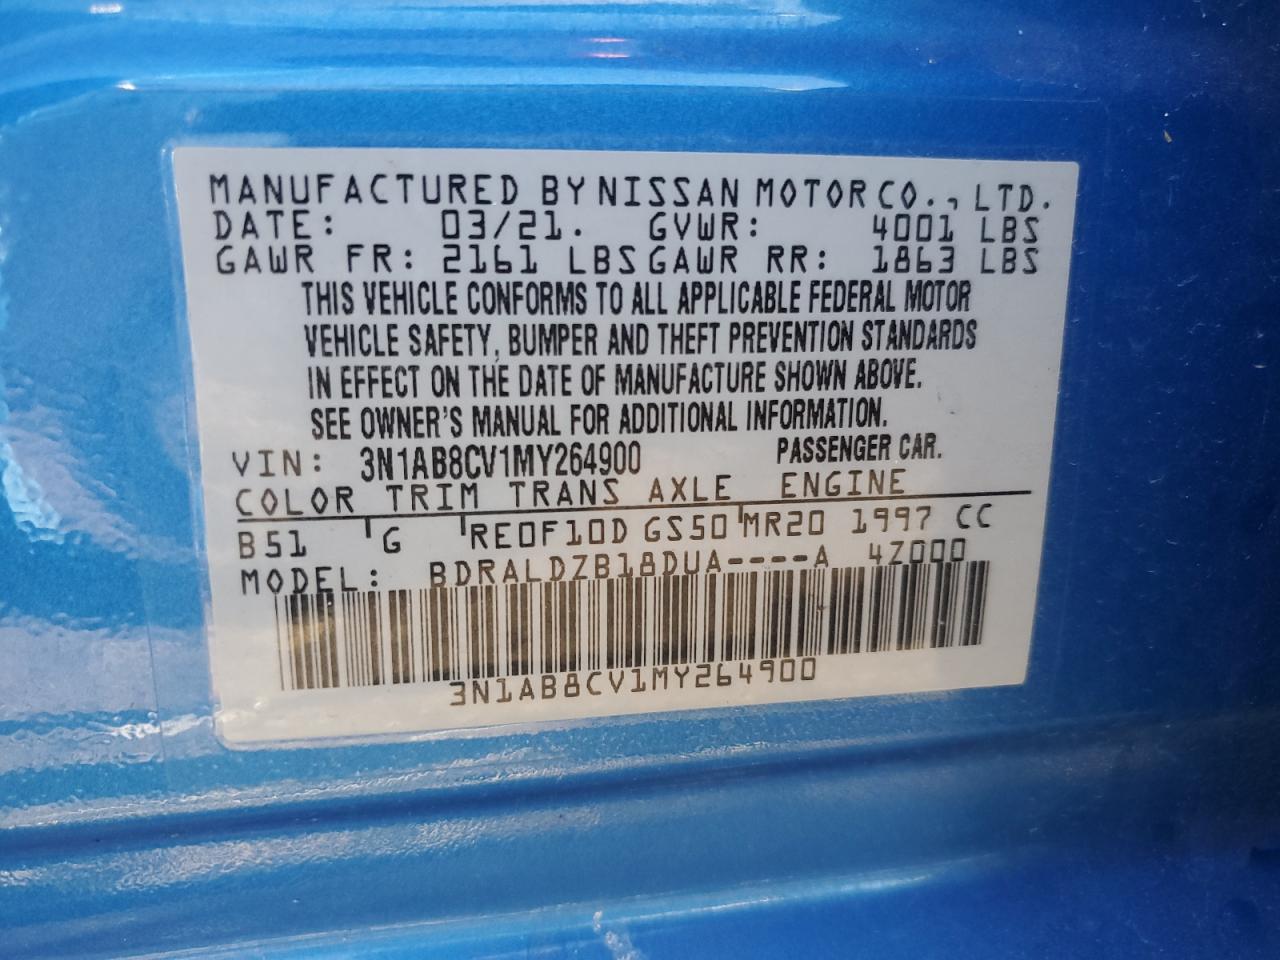 MANUFACTURED BY NISSAN MOTOR CO., LTD.
DATE: 03/21. GVWR: 4001 LBS
GAWR FR: 2161 LBS GAWR RR: 1863 LBS
THIS VEHICLE CONFORMS TO ALL APPLICABLE FEDERAL MOTOR
VEHICLE SAFETY, BUMPER AND THEFT PREVENTION STANDARDS
IN EFFECT ON THE DATE OF MANUFACTURE SHOWN ABOVE.
SEE OWNER'S MANUAL FOR ADDITIONAL INFORMATION.
VIN: 3N1AB8CV1MY264900 PASSENGER CAR.
COLOR TRIM TRANS AXLE ENGINE
B51 G RE0F10D GS50 MR20 1997 CC
MODEL: BDRALDZB18DUA----A 4Z000
3N1AB8CV1MY264900